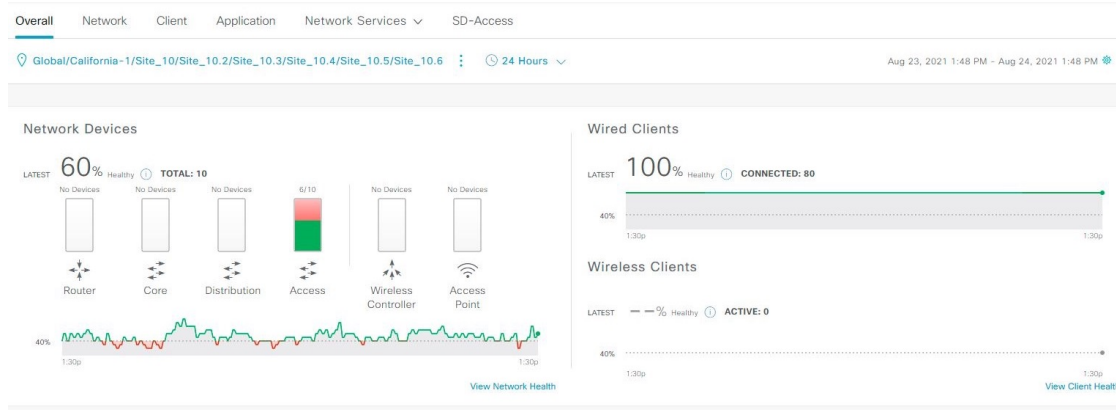 Overall Network Client Application Network Services SD-Access
Global/California-1/Site_10/Site_10.2/Site_10.3/Site_10.4/Site_10.5/Site_10.6 24 Hours Aug 23, 2021 1:48 PM - Aug 24, 2021 1:48 PM
Network Devices
LATEST 60% Healthy TOTAL: 10
No Devices No Devices No Devices 6/10 No Devices No Devices
Router Core Distribution Access Wireless Controller Access Point
40%
1:30p 1:30p
View Network Health
Wired Clients
LATEST 100% Healthy CONNECTED: 80
40%
1:30p 1:30p
Wireless Clients
LATEST --% Healthy ACTIVE: 0
40%
1:30p 1:30p
View Client Healt